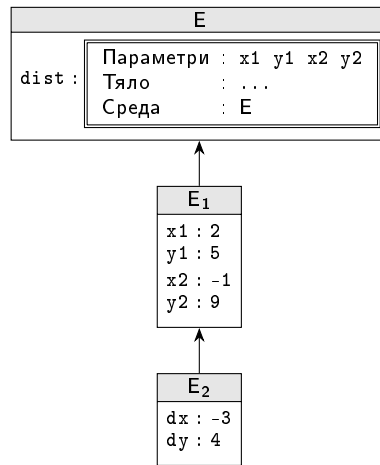 E
dist : Параметри : x1 y1 x2 y2
Тяло : ...
Среда : E
E₁
x1 : 2
y1 : 5
x2 : -1
y2 : 9
E₂
dx : -3
dy : 4